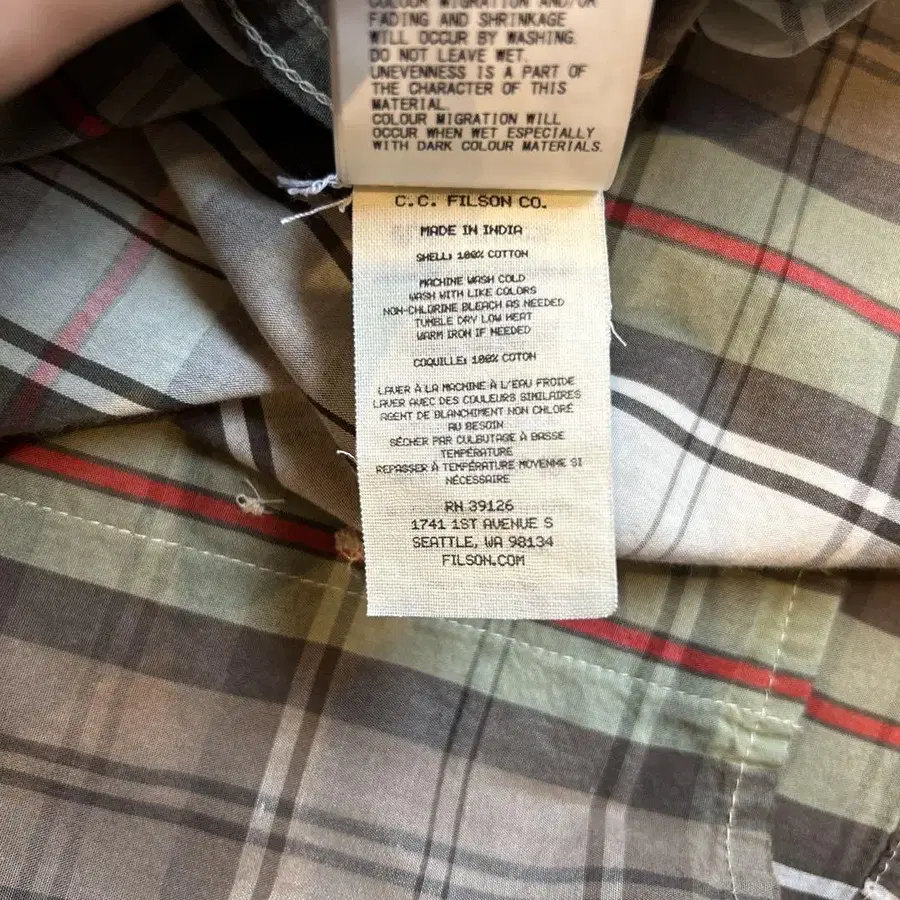 COLOUR MIGRATION AND/OR
FADING AND SHRINKAGE
WILL OCCUR BY WASHING.
DO NOT LEAVE WET.
UNEVENNESS IS A PART OF
THE CHARACTER OF THIS
MATERIAL.
COLOUR MIGRATION WILL
OCCUR WHEN WET ESPECIALLY
WITH DARK COLOUR MATERIALS.
C.C. FILSON CO.
MADE IN INDIA
SHELL: 100% COTTON
MACHINE WASH COLD
WASH WITH LIKE COLORS
NON-CHLORINE BLEACH AS NEEDED
TUMBLE DRY LOW HEAT
WARM IRON IF NEEDED
COQUILLE: 100% COTON
LAVER À LA MACHINE À L'EAU FROIDE
LAVER AVEC DES COULEURS SIMILAIRES
AGENT DE BLANCHIMENT NON CHLORÉ
AU BESOIN
SÉCHER PAR CULBUTAGE À BASSE
TEMPÉRATURE
REPASSER À TEMPÉRATURE MOYENNE SI
NÉCESSAIRE
RN 39126
1741 1ST AVENUE S
SEATTLE, WA 98134
FILSON.COM